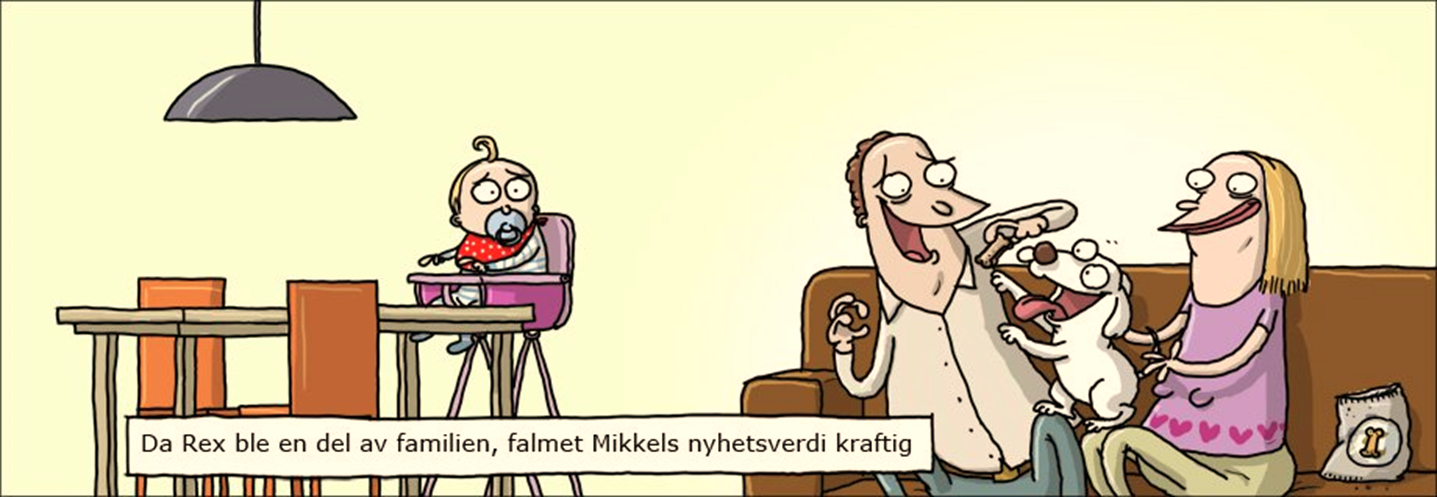 Da Rex ble en del av familien, falmet Mikkels nyhetsverdi kraftig